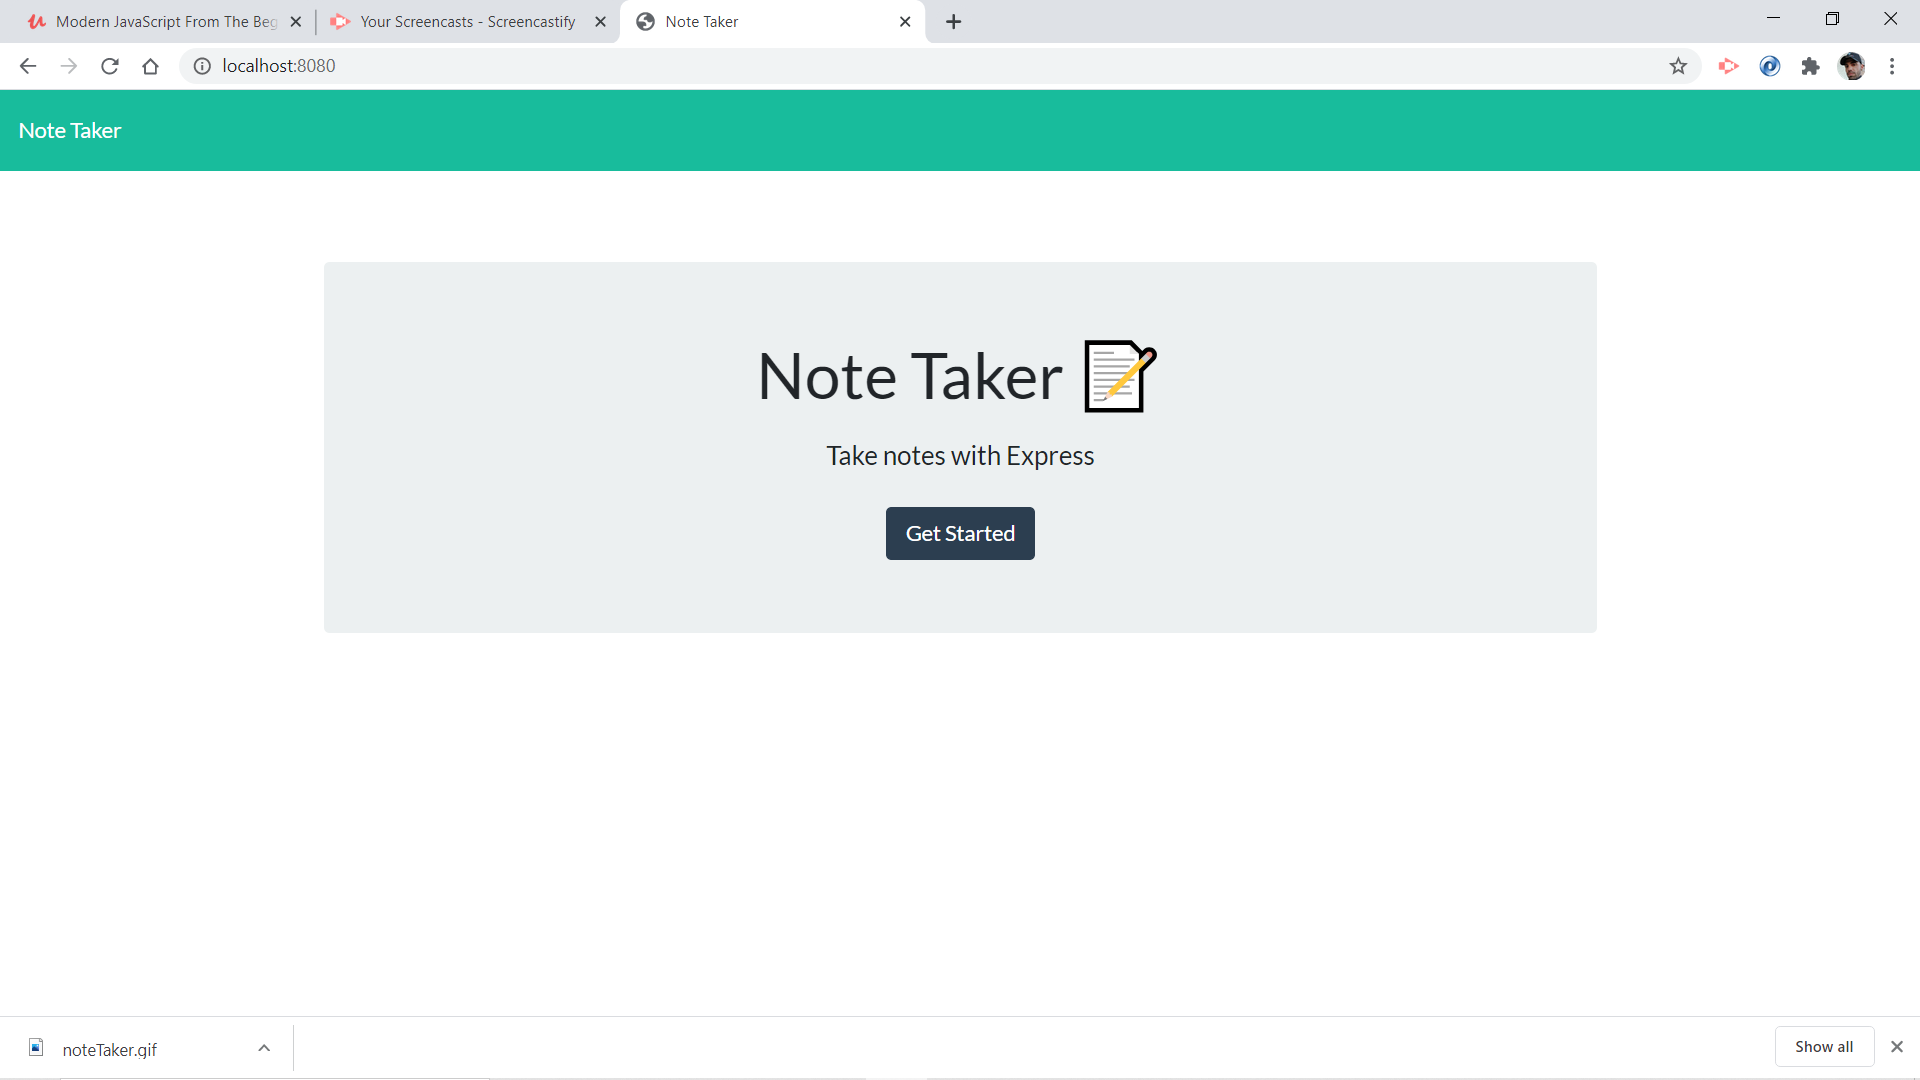 Modern JavaScript From The Beg
Your Screencasts - Screencastify
Note Taker
localhost:8080
Note Taker
Note Taker
Take notes with Express
Get Started
noteTaker.gif
Show all